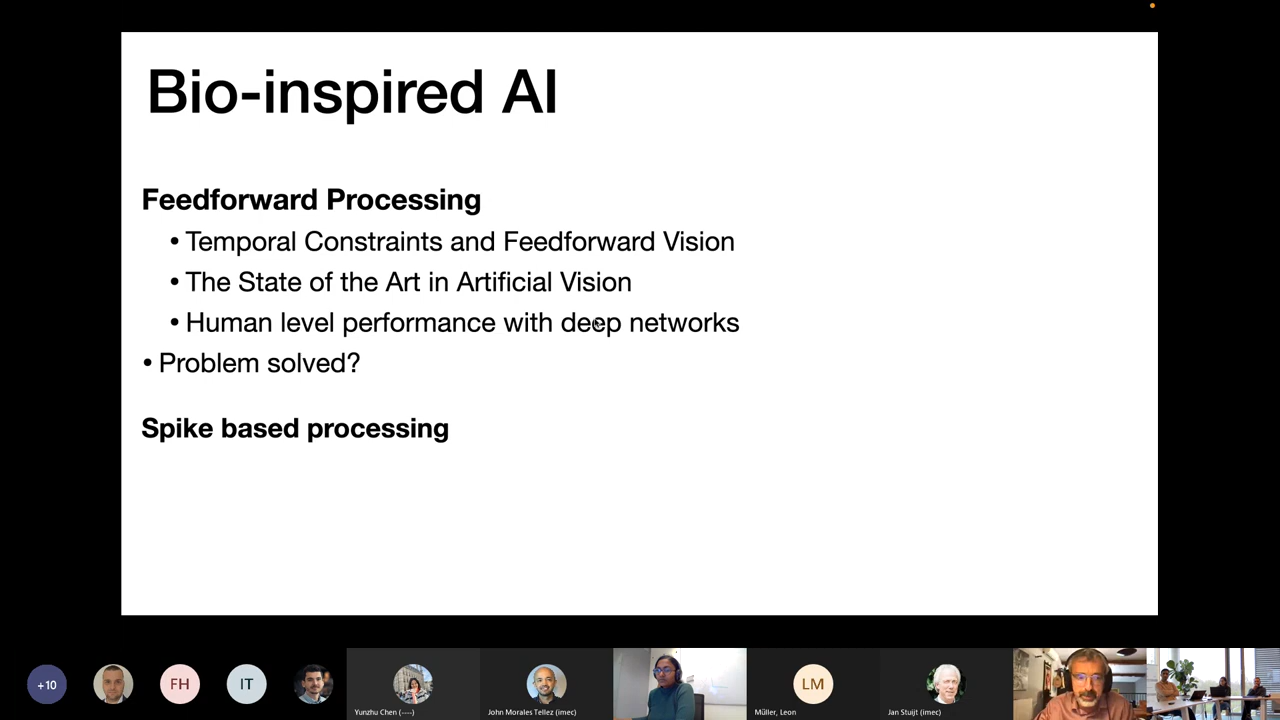 Bio-inspired AI
Feedforward Processing
• Temporal Constraints and Feedforward Vision
• The State of the Art in Artificial Vision
• Human level performance with deep networks
• Problem solved?
Spike based processing
+10
FH
IT
LM
Yunzhu Chen (----)
John Morales Tellez (imec)
Müller, Leon
Jan Stuijt (imec)